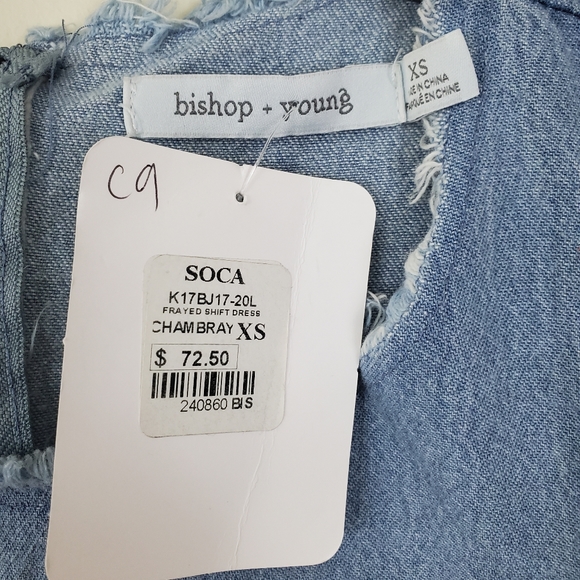 bishop + young
XS
MADE IN CHINA
FABRIQUÉ EN CHINE
C9
SOCA
K17BJ17-20L
FRAYED SHIFT DRESS
CHAMBRAY XS
$ 72.50
240860 BIS